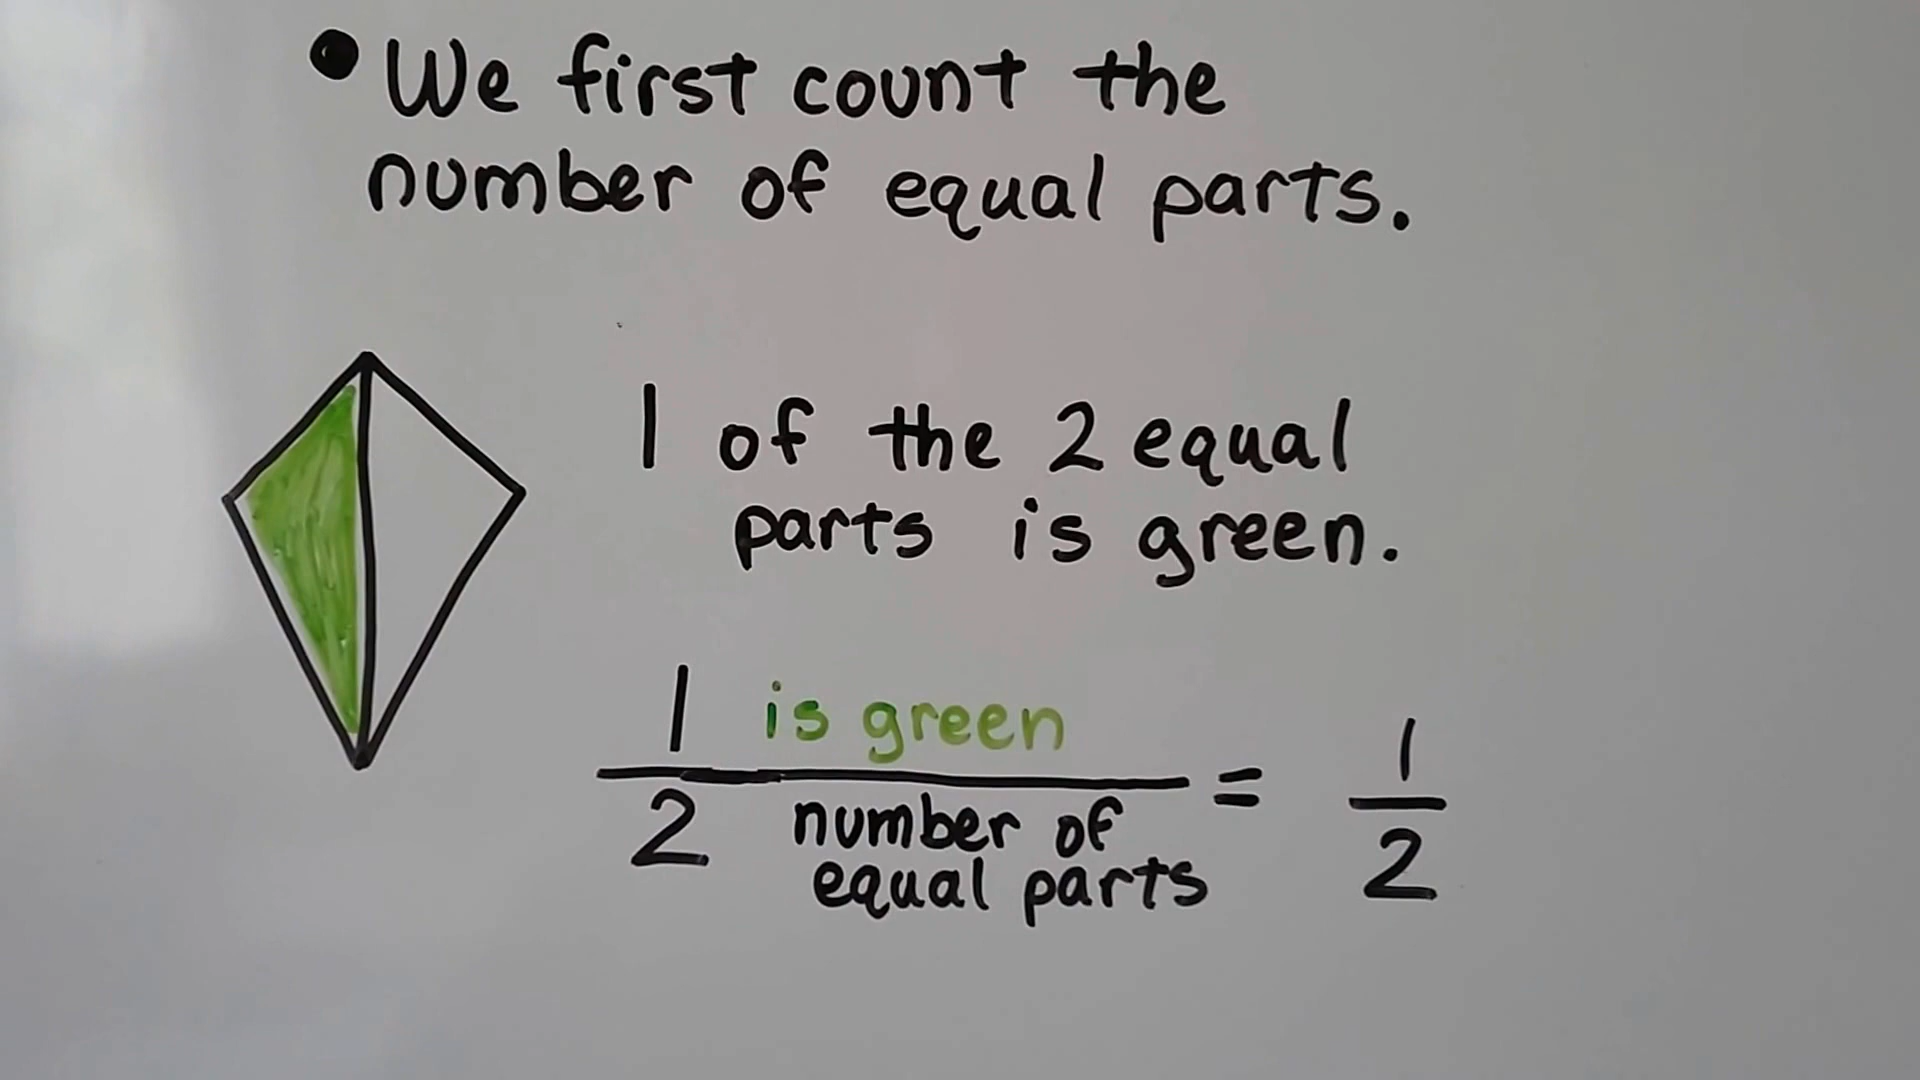 • We first count the
number of equal parts.
1 of the 2 equal
parts is green.
1 is green
2 number of
equal parts
=
1
2